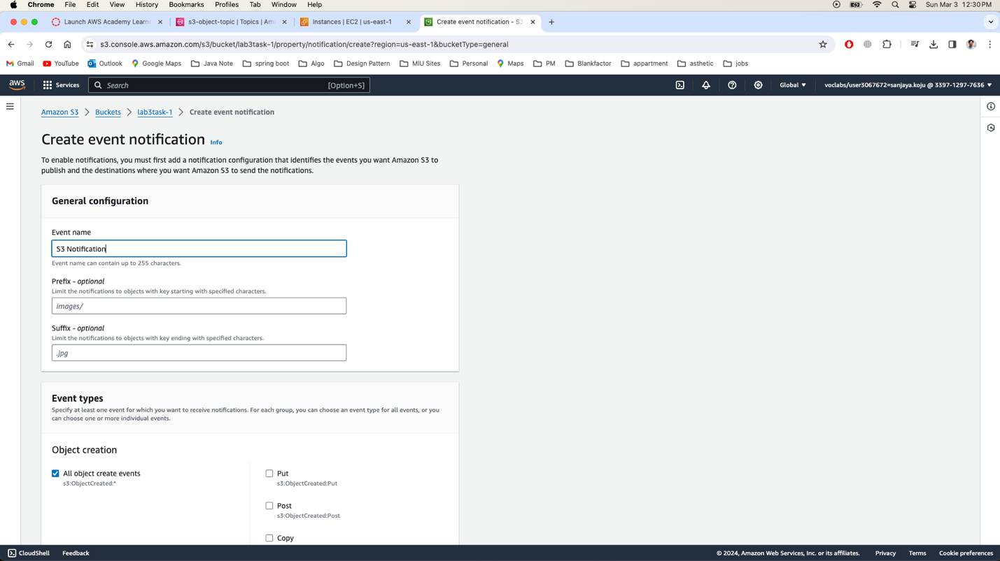 Chrome File Edit View History Bookmarks Profiles Tab Window Help Sun Mar 3 12:30 PM
Launch AWS Academy Learne s3-object-topic | Topics | Ama Instances | EC2 | us-east-1 Create event notification - S3
s3.console.aws.amazon.com/s3/bucket/lab3task-1/property/notification/create?region=us-east-1&bucketType=general
Gmail YouTube Outlook Google Maps Java Note spring boot Algo Design Pattern MIU Sites Personal Maps PM Blankfactor appartment asthetic jobs
aws Services Search [Option+S] Global voclabs/user3067672=sanjaya.koju @ 3397-1297-7636
Amazon S3 > Buckets > lab3task-1 > Create event notification
Create event notification Info
To enable notifications, you must first add a notification configuration that identifies the events you want Amazon S3 to
publish and the destinations where you want Amazon S3 to send the notifications.
General configuration
Event name
S3 Notification
Event name can contain up to 255 characters.
Prefix - optional
Limit the notifications to objects with key starting with specified characters.
images/
Suffix - optional
Limit the notifications to objects with key ending with specified characters.
.jpg
Event types
Specify at least one event for which you want to receive notifications. For each group, you can choose an event type for all events, or you
can choose one or more individual events.
Object creation
All object create events
s3:ObjectCreated:*
Put
s3:ObjectCreated:Put
Post
s3:ObjectCreated:Post
Copy
CloudShell Feedback © 2024, Amazon Web Services, Inc. or its affiliates. Privacy Terms Cookie preferences